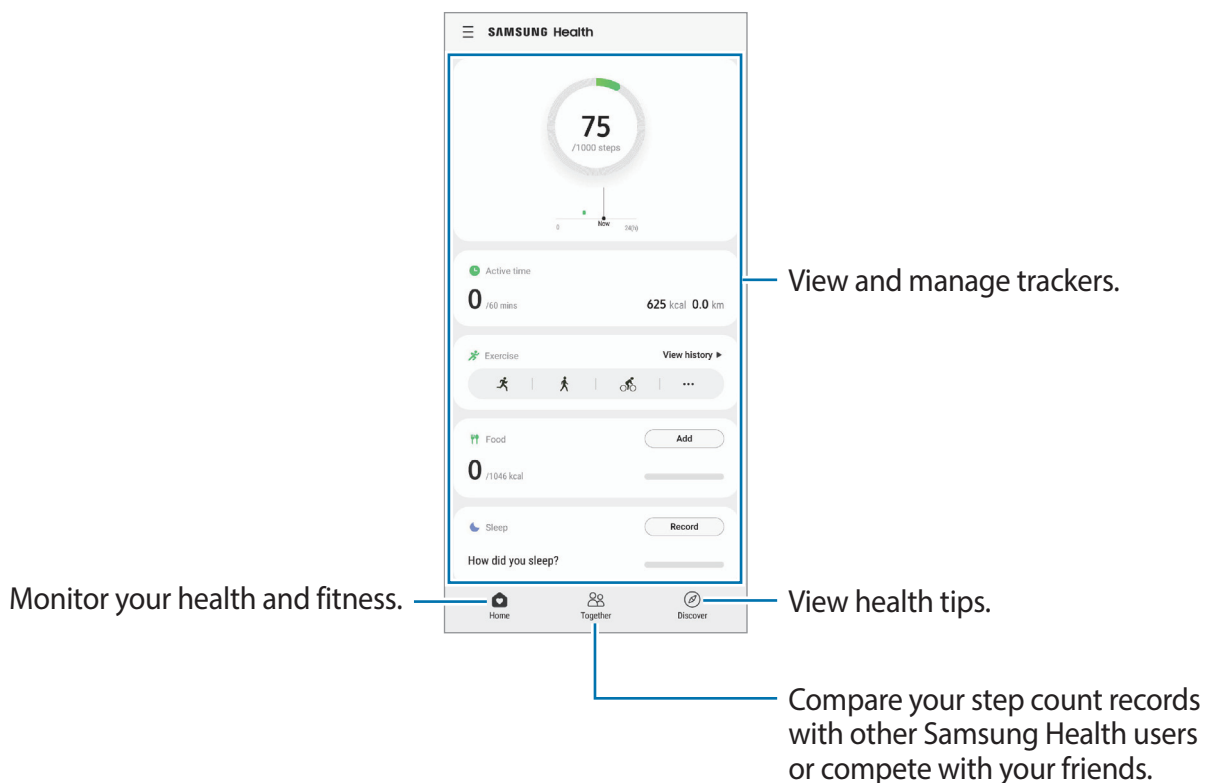 SAMSUNG Health
75
/1000 steps
0 Now 24(h)
Active time
0 /60 mins 625 kcal 0.0 km
View and manage trackers.
Exercise View history
Food Add
0 /1046 kcal
Sleep Record
How did you sleep?
Monitor your health and fitness.
Home Together Discover
View health tips.
Compare your step count records
with other Samsung Health users
or compete with your friends.